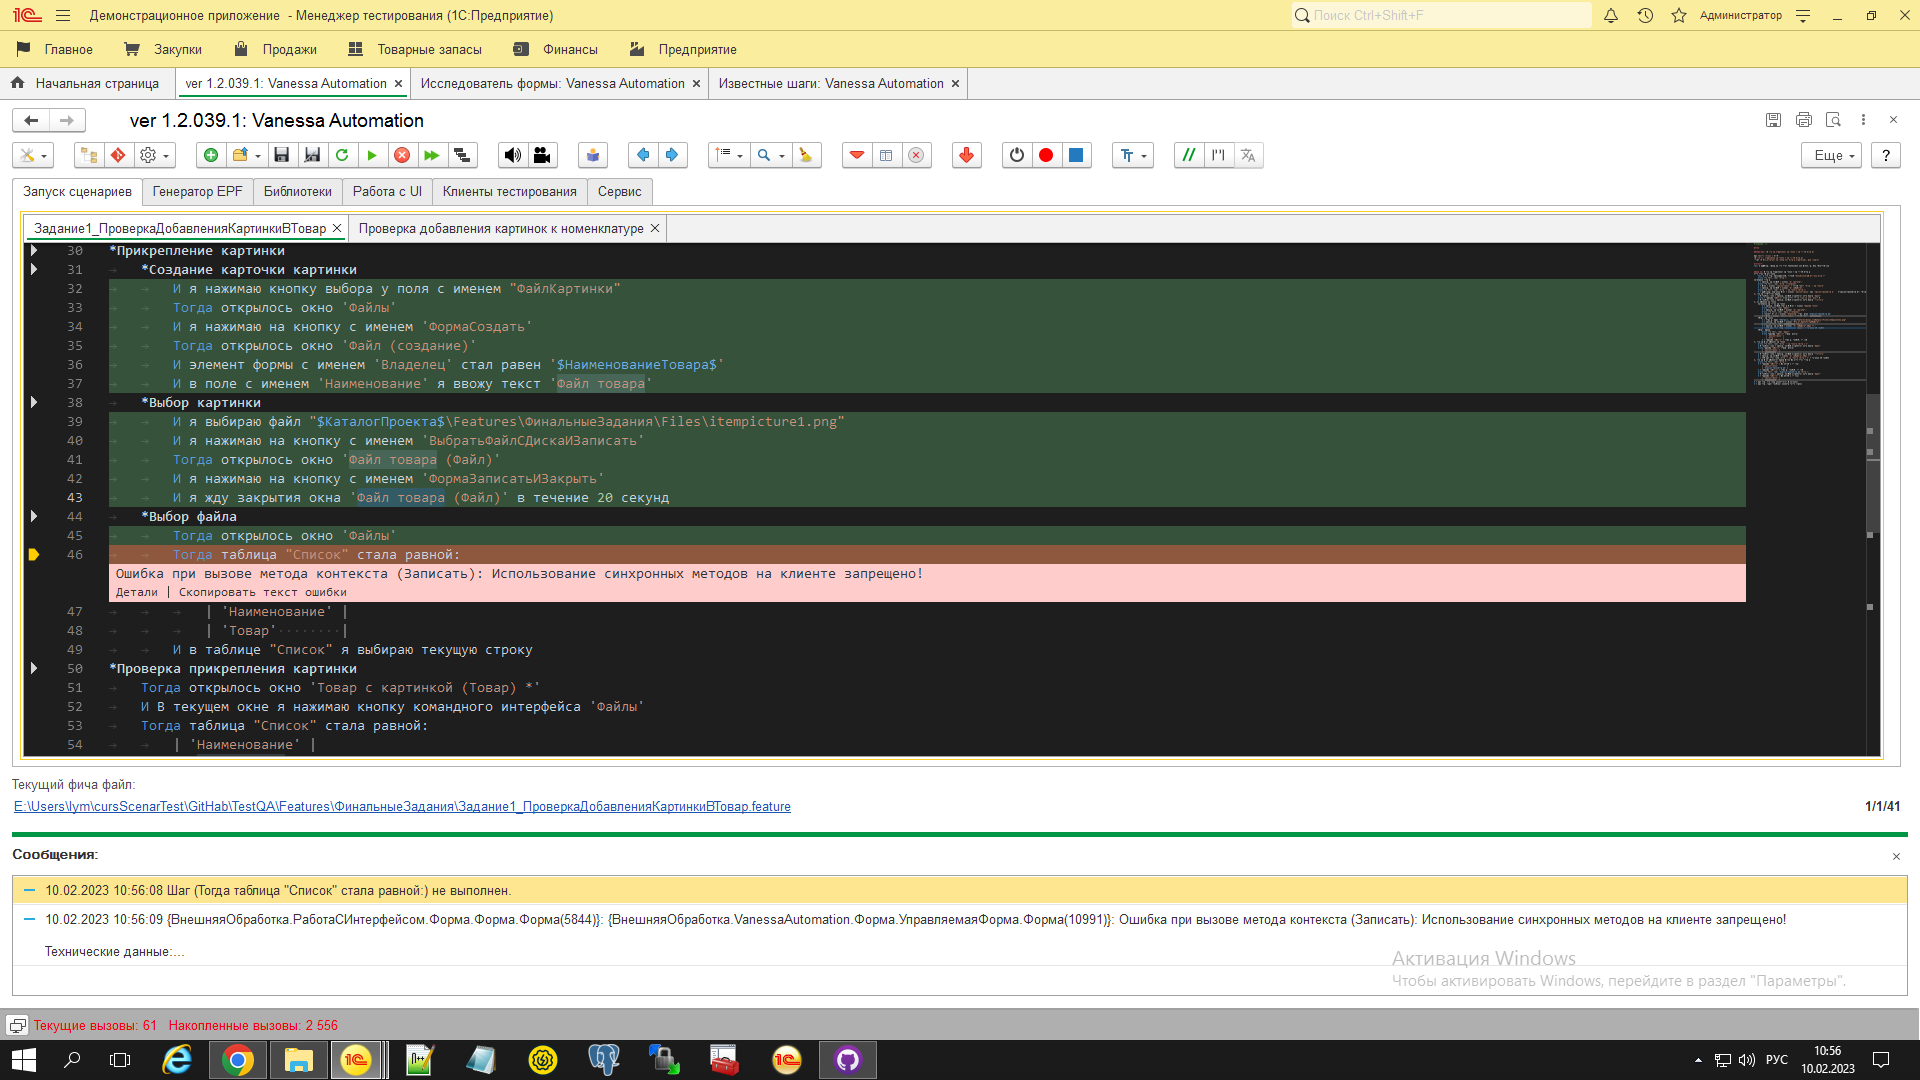 Демонстрационное приложение - Менеджер тестирования (1С:Предприятие)
Поиск Ctrl+Shift+F
Администратор
Главное
Закупки
Продажи
Товарные запасы
Финансы
Предприятие
Начальная страница
ver 1.2.039.1: Vanessa Automation
Исследователь формы: Vanessa Automation
Известные шаги: Vanessa Automation
ver 1.2.039.1: Vanessa Automation
Еще
?
Запуск сценариев
Генератор EPF
Библиотеки
Работа с UI
Клиенты тестирования
Сервис
Задание1_ПроверкаДобавленияКартинкиВТовар
Проверка добавления картинок к номенклатуре
30 *Прикрепление картинки
31 *Создание карточки картинки
32 И я нажимаю кнопку выбора у поля с именем "ФайлКартинки"
33 Тогда открылось окно 'Файлы'
34 И я нажимаю на кнопку с именем 'ФормаСоздать'
35 Тогда открылось окно 'Файл (создание)'
36 И элемент формы с именем 'Владелец' стал равен '$НаименованиеТовара$'
37 И в поле с именем 'Наименование' я ввожу текст 'Файл товара'
38 *Выбор картинки
39 И я выбираю файл "$КаталогПроекта$\Features\ФинальныеЗадания\Files\itempicture1.png"
40 И я нажимаю на кнопку с именем 'ВыбратьФайлСДискаИЗаписать'
41 Тогда открылось окно 'Файл товара (Файл)'
42 И я нажимаю на кнопку с именем 'ФормаЗаписатьИЗакрыть'
43 И я жду закрытия окна 'Файл товара (Файл)' в течение 20 секунд
44 *Выбор файла
45 Тогда открылось окно 'Файлы'
46 Тогда таблица "Список" стала равной:
Ошибка при вызове метода контекста (Записать): Использование синхронных методов на клиенте запрещено!
Детали | Скопировать текст ошибки
47 | 'Наименование' |
48 | 'Товар' |
49 И в таблице "Список" я выбираю текущую строку
50 *Проверка прикрепления картинки
51 Тогда открылось окно 'Товар с картинкой (Товар) *'
52 И В текущем окне я нажимаю кнопку командного интерфейса 'Файлы'
53 Тогда таблица "Список" стала равной:
54 | 'Наименование' |
Текущий фича файл:
E:\Users\lym\cursScenarTest\GitHab\TestQA\Features\ФинальныеЗадания\Задание1_ПроверкаДобавленияКартинкиВТовар.feature
1/1/41
Сообщения:
10.02.2023 10:56:08 Шаг (Тогда таблица "Список" стала равной:) не выполнен.
10.02.2023 10:56:09 {ВнешняяОбработка.РаботаСИнтерфейсом.Форма.Форма.Форма(5844)}: {ВнешняяОбработка.VanessaAutomation.Форма.УправляемаяФорма.Форма(10991)}: Ошибка при вызове метода контекста (Записать): Использование синхронных методов на клиенте запрещено!
Технические данные:...
Активация Windows
Чтобы активировать Windows, перейдите в раздел "Параметры".
Текущие вызовы: 61 Накопленные вызовы: 2 556
РУС
10:56
10.02.2023